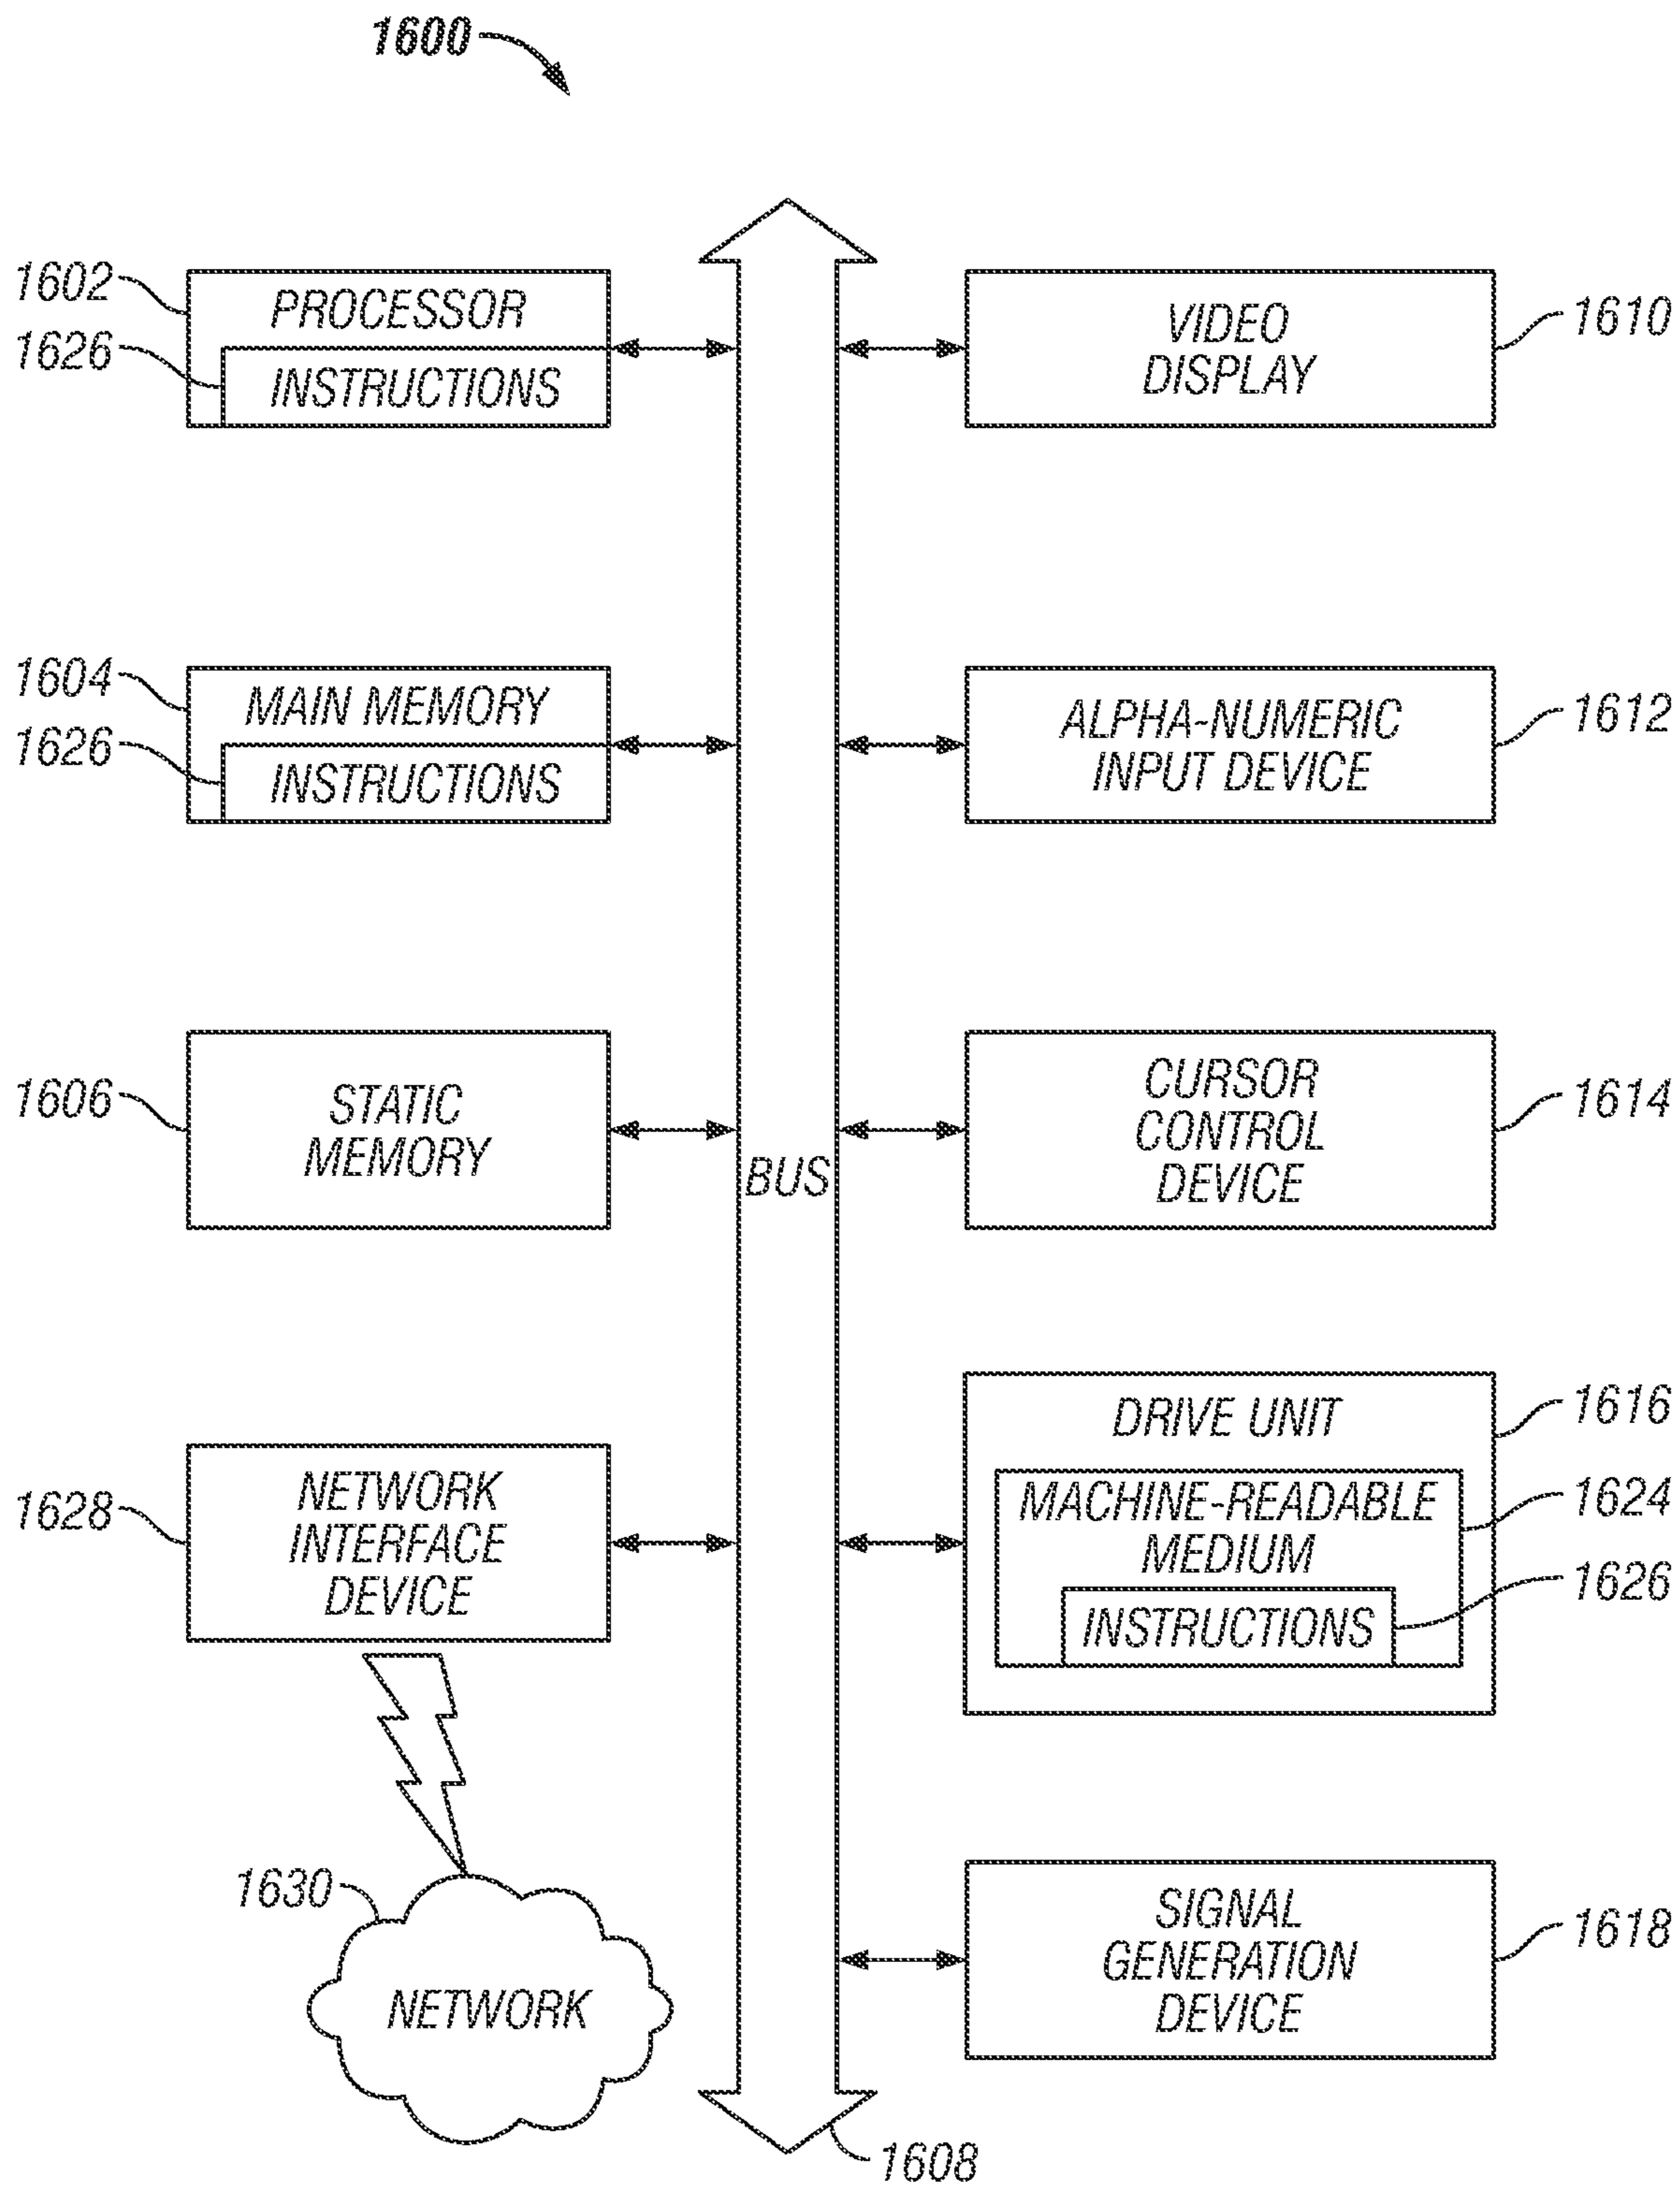 1600
1602
PROCESSOR
1626
INSTRUCTIONS
1604
MAIN MEMORY
1626
INSTRUCTIONS
1606
STATIC
MEMORY
1628
NETWORK
INTERFACE
DEVICE
1630
NETWORK
BUS
1608
VIDEO
DISPLAY
1610
ALPHA-NUMERIC
INPUT DEVICE
1612
CURSOR
CONTROL
DEVICE
1614
DRIVE UNIT
1616
MACHINE-READABLE
MEDIUM
1624
INSTRUCTIONS
1626
SIGNAL
GENERATION
DEVICE
1618